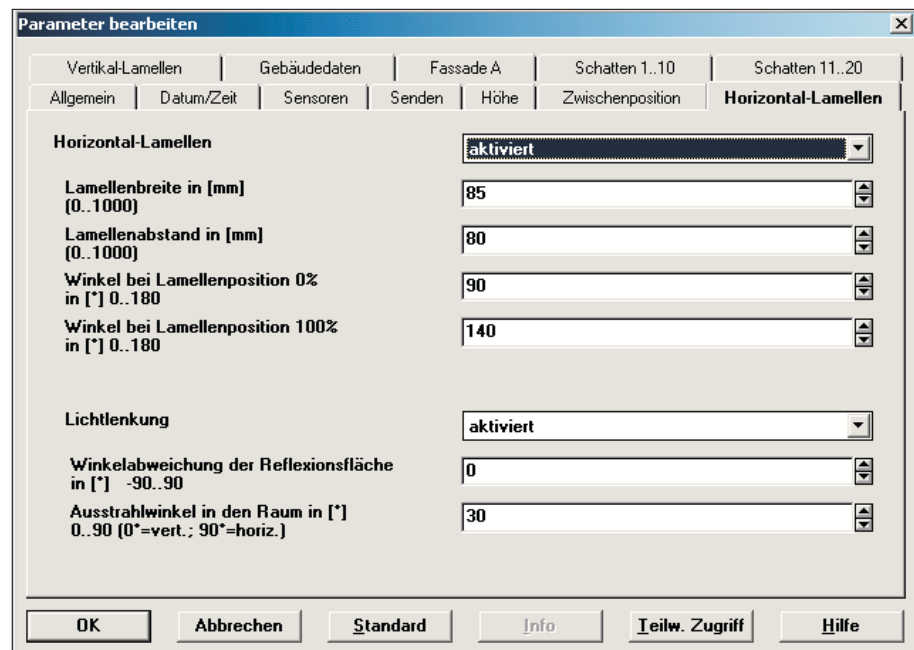 Parameter bearbeiten
Vertikal-Lamellen Gebäudedaten Fassade A Schatten 1..10 Schatten 11..20
Allgemein Datum/Zeit Sensoren Senden Höhe Zwischenposition Horizontal-Lamellen
Horizontal-Lamellen aktiviert
Lamellenbreite in [mm] 85
(0..1000)
Lamellenabstand in [mm] 80
(0..1000)
Winkel bei Lamellenposition 0% 90
in [°] 0..180
Winkel bei Lamellenposition 100% 140
in [°] 0..180
Lichtlenkung aktiviert
Winkelabweichung der Reflexionsfläche 0
in [°] -90..90
Ausstrahlwinkel in den Raum in [°] 30
0..90 (0°=vert.; 90°=horiz.)
OK Abbrechen Standard Info Teilw. Zugriff Hilfe